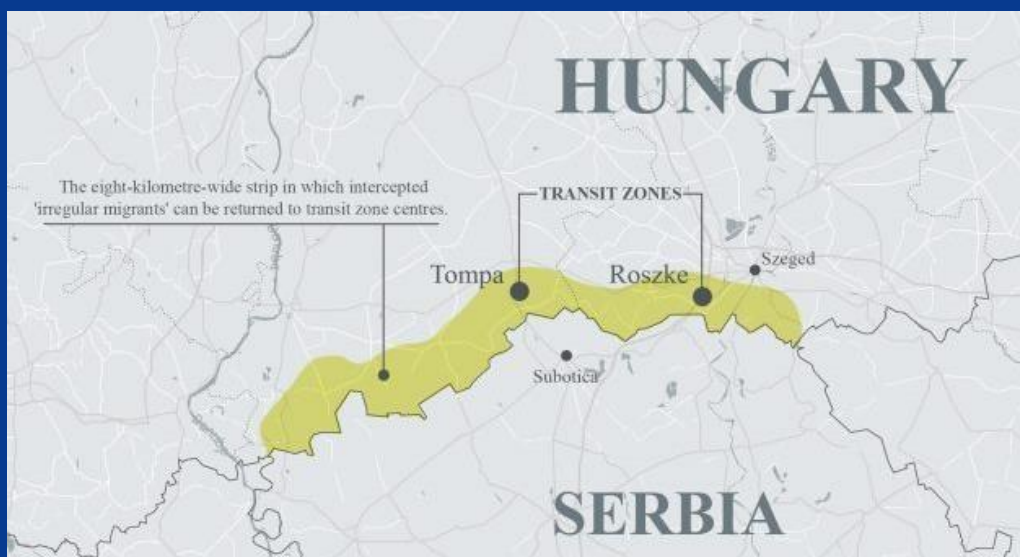 HUNGARY
The eight-kilometre-wide strip in which intercepted
'irregular migrants' can be returned to transit zone centres.
TRANSIT ZONES
Szeged
Tompa
Roszke
Subotica
SERBIA